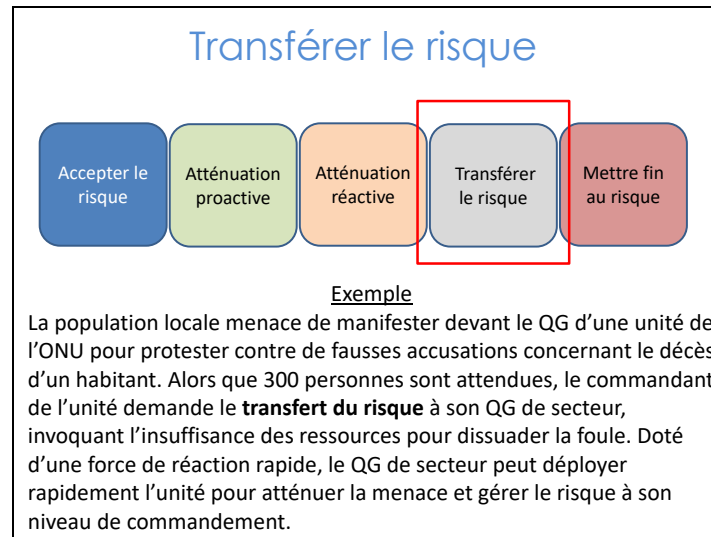 Transférer le risque
Accepter le
risque
Atténuation
proactive
Atténuation
réactive
Transférer
le risque
Mettre fin
au risque
Exemple
La population locale menace de manifester devant le QG d’une unité de
l’ONU pour protester contre de fausses accusations concernant le décès
d’un habitant. Alors que 300 personnes sont attendues, le commandant
de l’unité demande le transfert du risque à son QG de secteur,
invoquant l’insuffisance des ressources pour dissuader la foule. Doté
d’une force de réaction rapide, le QG de secteur peut déployer
rapidement l’unité pour atténuer la menace et gérer le risque à son
niveau de commandement.